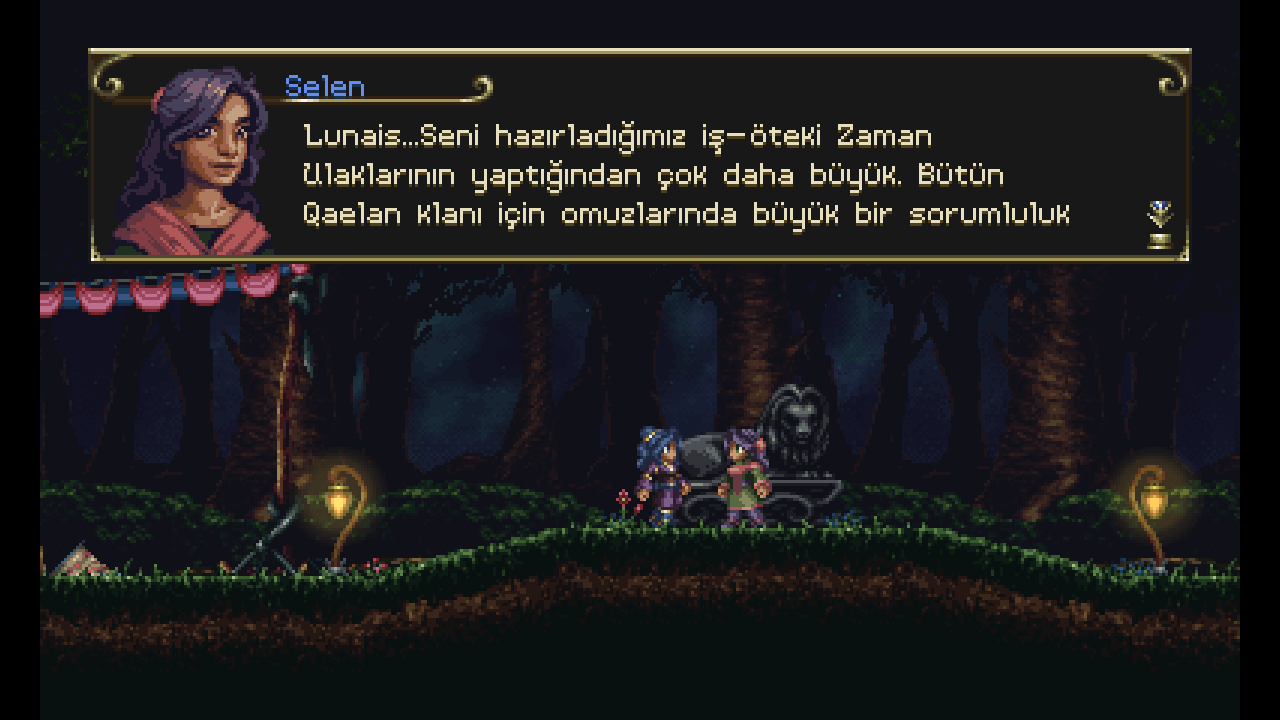 Selen
Lunais...Seni hazırladığımız iş-öteki Zaman
Ulaklarının yaptığından çok daha büyük. Bütün
Qaelan klanı için omuzlarında büyük bir sorumluluk